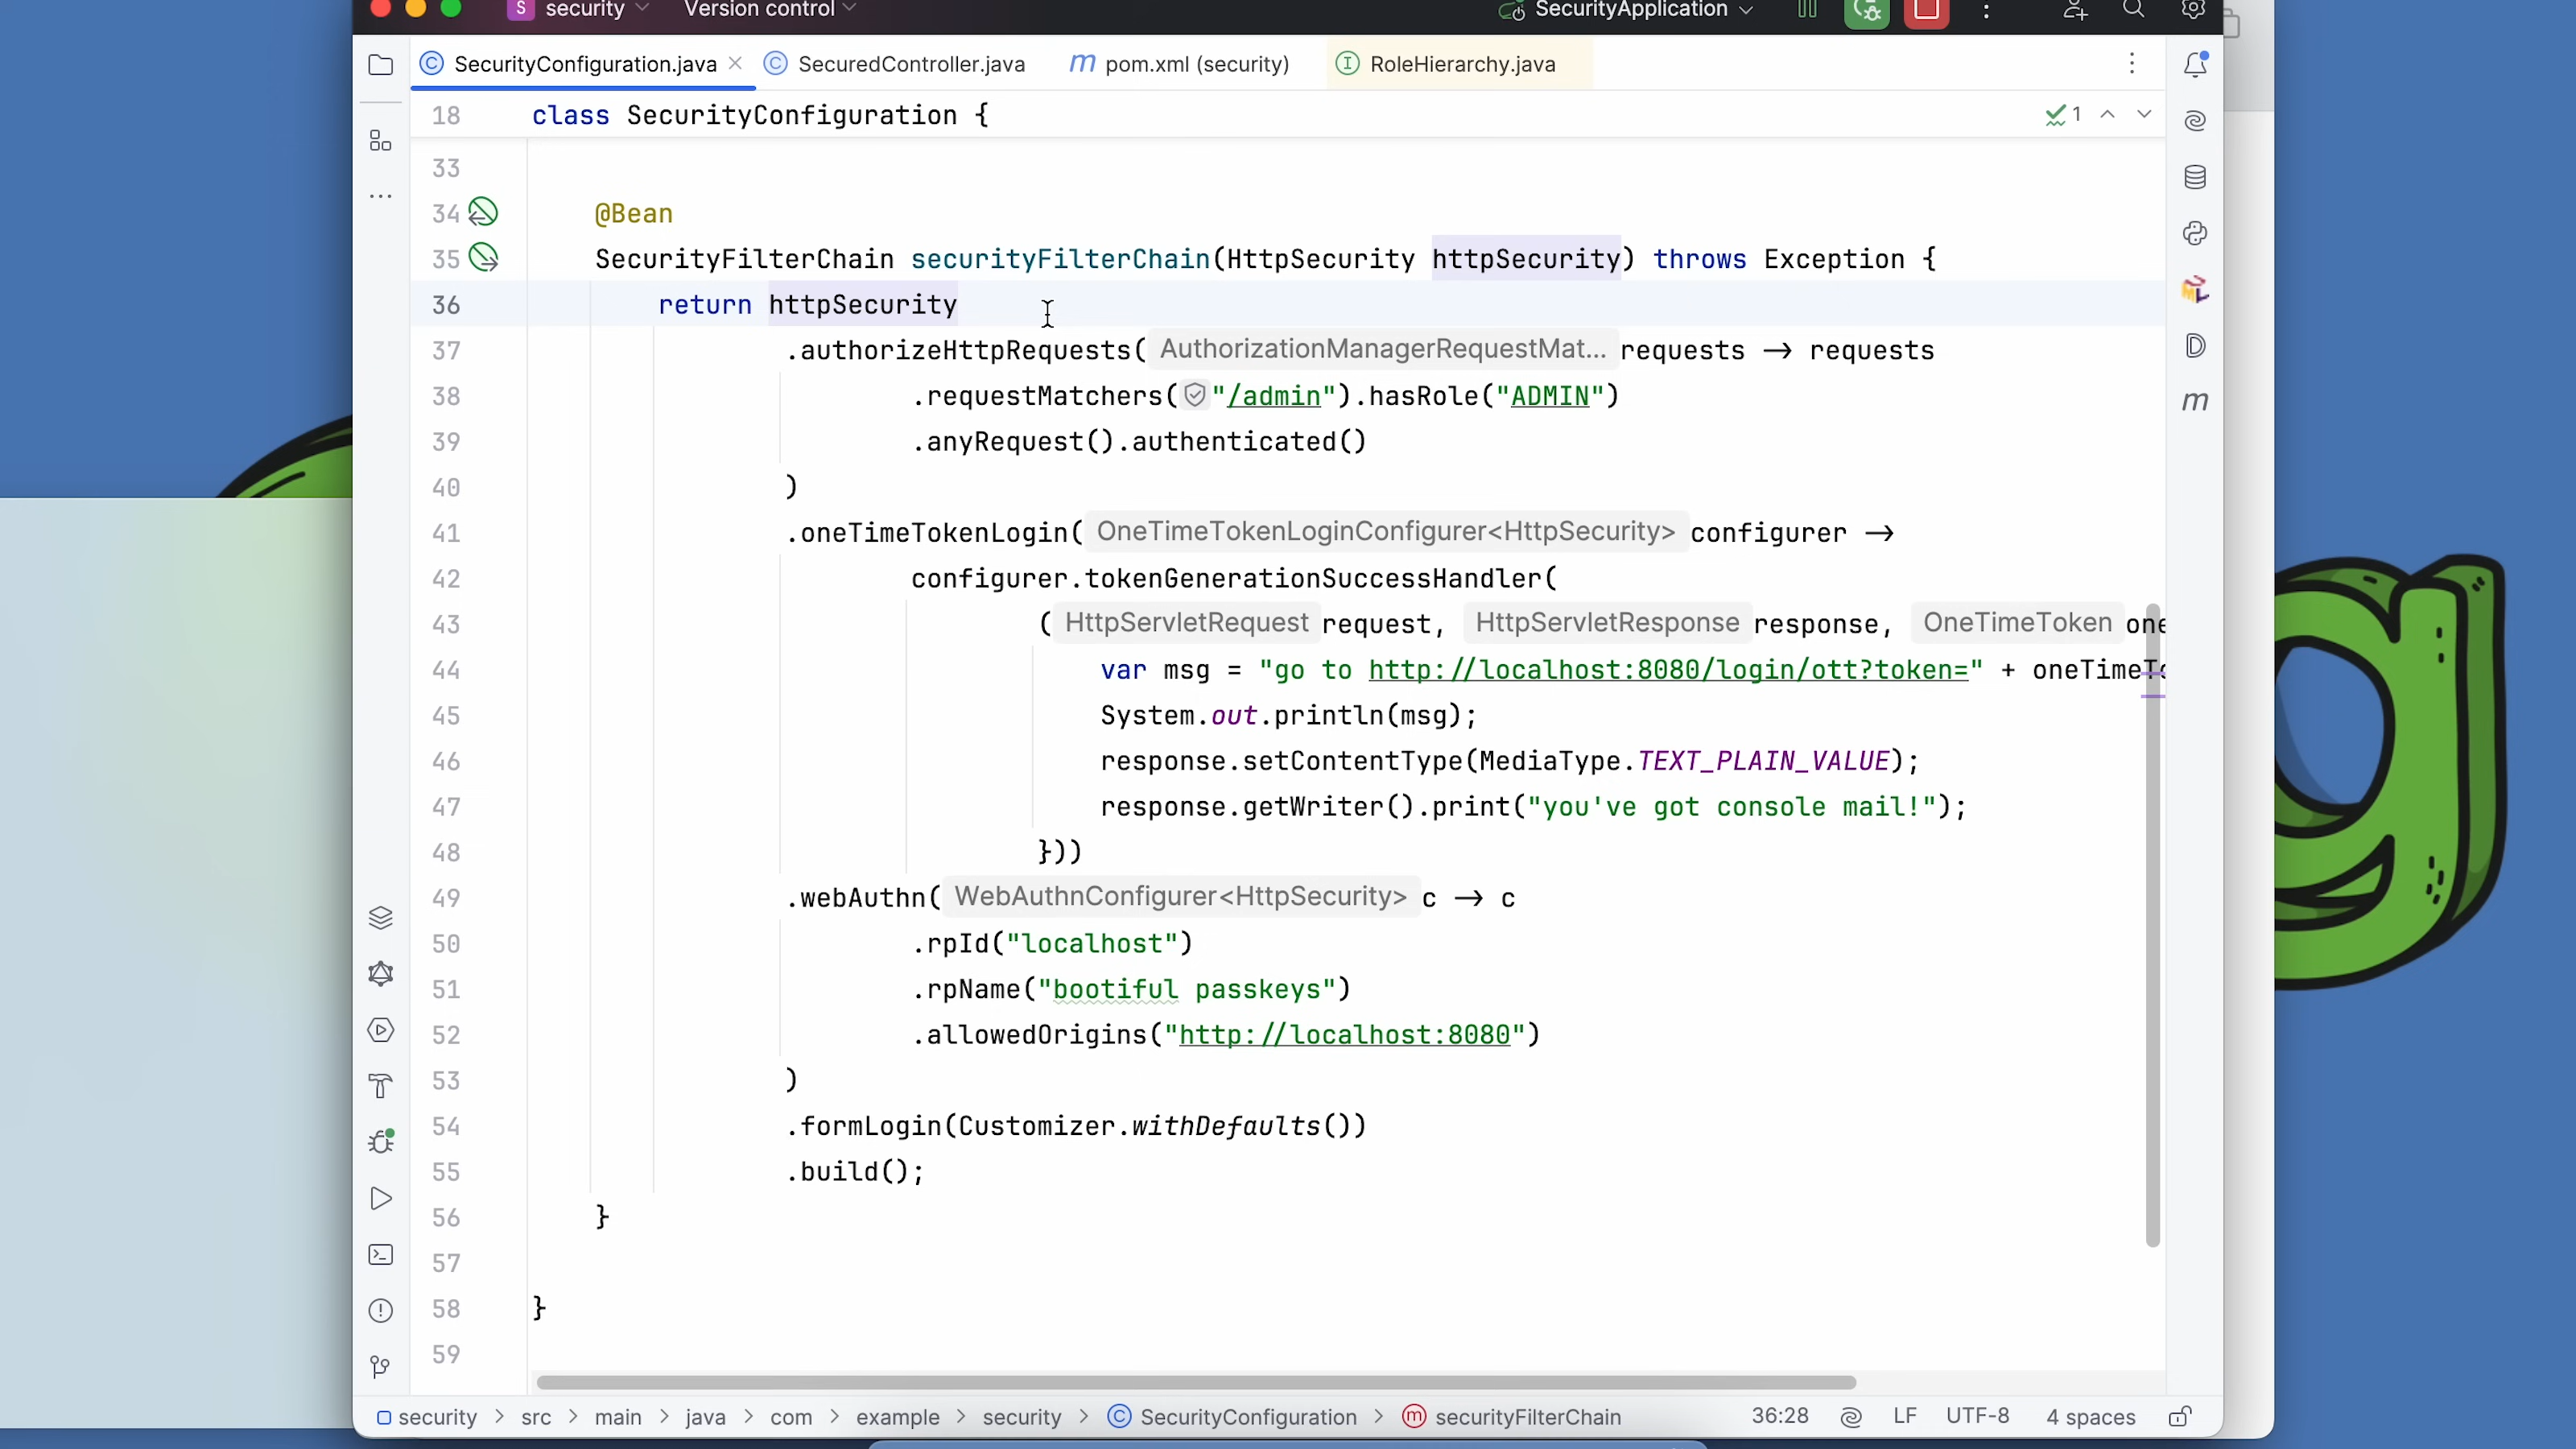 S security Version control SecurityApplication
SecurityConfiguration.java SecuredController.java m pom.xml (security) RoleHierarchy.java
18 class SecurityConfiguration { 1
33
34 @Bean
35 SecurityFilterChain securityFilterChain(HttpSecurity httpSecurity) throws Exception {
36 return httpSecurity
37 .authorizeHttpRequests( AuthorizationManagerRequestMat... requests → requests
38 .requestMatchers("/admin").hasRole("ADMIN")
39 .anyRequest().authenticated()
40 )
41 .oneTimeTokenLogin( OneTimeTokenLoginConfigurer<HttpSecurity> configurer →
42 configurer.tokenGenerationSuccessHandler(
43 ( HttpServletRequest request, HttpServletResponse response, OneTimeToken one
44 var msg = "go to http://localhost:8080/login/ott?token=" + oneTimeTo
45 System.out.println(msg);
46 response.setContentType(MediaType.TEXT_PLAIN_VALUE);
47 response.getWriter().print("you've got console mail!");
48 }))
49 .webAuthn( WebAuthnConfigurer<HttpSecurity> c → c
50 .rpId("localhost")
51 .rpName("bootiful passkeys")
52 .allowedOrigins("http://localhost:8080")
53 )
54 .formLogin(Customizer.withDefaults())
55 .build();
56 }
57
58 }
59
security > src > main > java > com > example > security > SecurityConfiguration > securityFilterChain 36:28 LF UTF-8 4 spaces